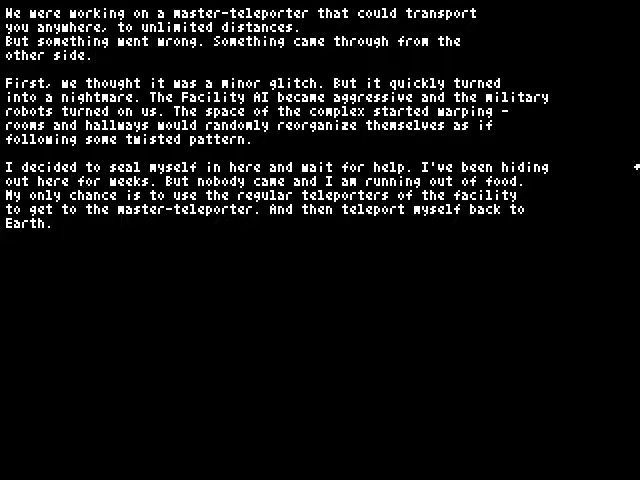 We were working on a master-teleporter that could transport
you anywhere, to unlimited distances.
But something went wrong. Something came through from the
other side.
First, we thought it was a minor glitch. But it quickly turned
into a nightmare. The Facility AI became aggressive and the military
robots turned on us. The space of the complex started warping -
rooms and hallways would randomly reorganize themselves as if
following some twisted pattern.
I decided to seal myself in here and wait for help. I've been hiding
out here for weeks. But nobody came and I am running out of food.
My only chance is to use the regular teleporters of the facility
to get to the master-teleporter. And then teleport myself back to
Earth.